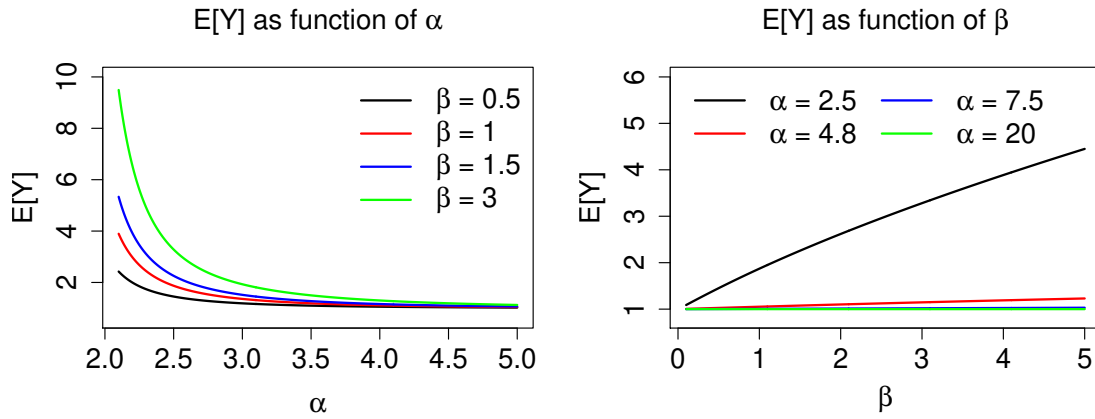 E[Y] as function of α
E[Y]
10
8
6
4
2
2.0 2.5 3.0 3.5 4.0 4.5 5.0
α
β = 0.5
β = 1
β = 1.5
β = 3
E[Y] as function of β
E[Y]
6
5
4
3
2
1
0 1 2 3 4 5
β
α = 2.5 α = 7.5
α = 4.8 α = 20